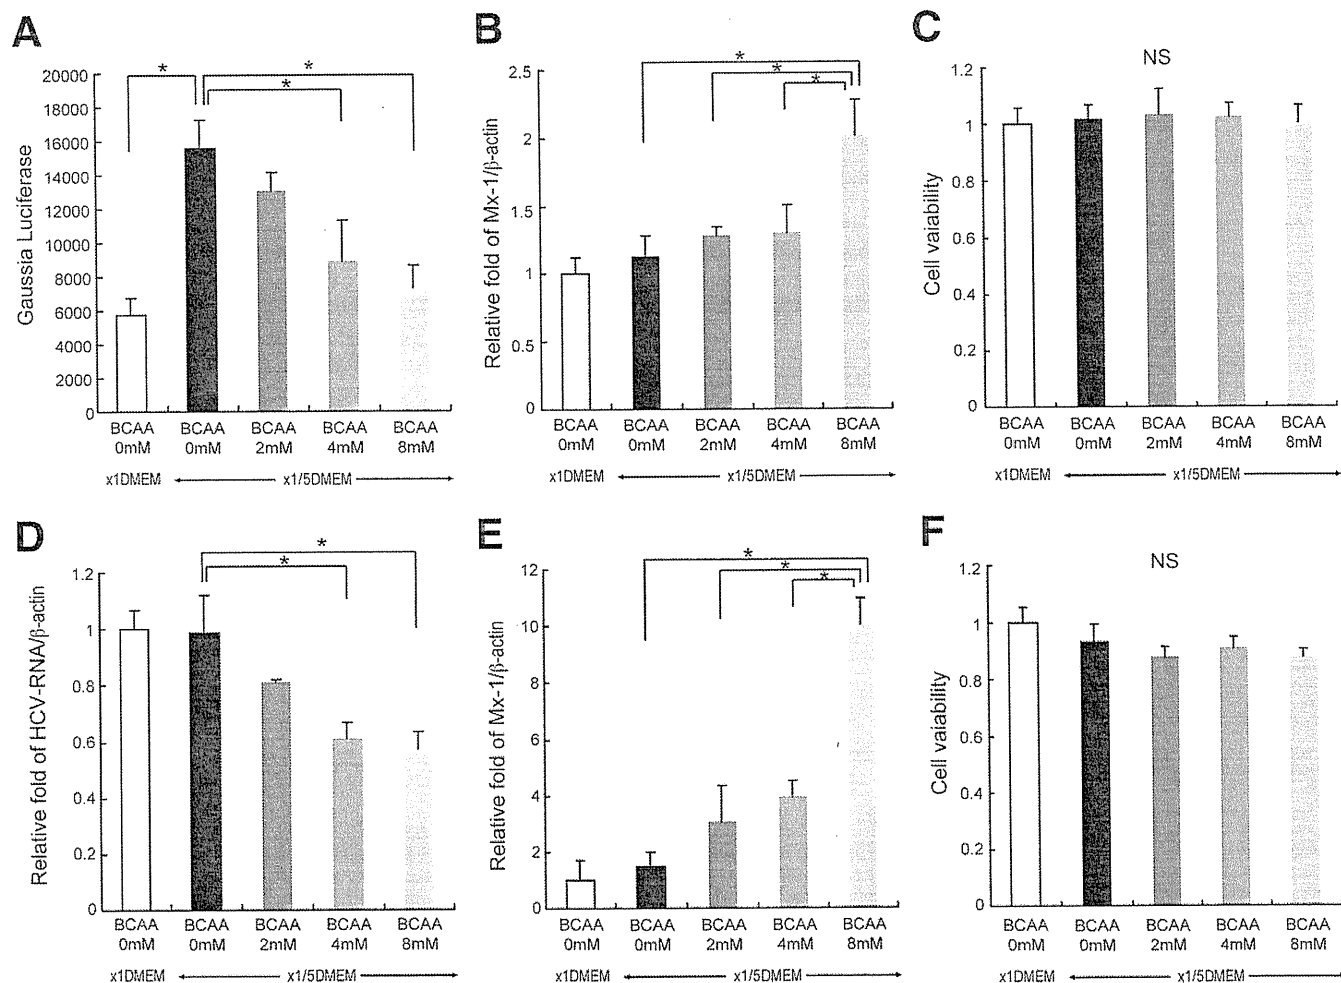 A
Gaussia Luciferase
20000
18000
16000
14000
12000
10000
8000
6000
4000
2000
0
*
*
*
BCAA BCAA BCAA BCAA BCAA
0mM 0mM 2mM 4mM 8mM
x1DMEM x1/5DMEM
B
Relative fold of Mx-1/β-actin
2.5
2
1.5
1
0.5
0
*
*
*
BCAA BCAA BCAA BCAA BCAA
0mM 0mM 2mM 4mM 8mM
x1DMEM x1/5DMEM
C
NS
Cell vaiability
1.2
1
0.8
0.6
0.4
0.2
0
BCAA BCAA BCAA BCAA BCAA
0mM 0mM 2mM 4mM 8mM
x1DMEM x1/5DMEM
D
Relative fold of HCV-RNA/β-actin
1.2
1
0.8
0.6
0.4
0.2
0
*
*
BCAA BCAA BCAA BCAA BCAA
0mM 0mM 2mM 4mM 8mM
x1DMEM x1/5DMEM
E
Relative fold of Mx-1/β-actin
12
10
8
6
4
2
0
*
*
*
BCAA BCAA BCAA BCAA BCAA
0mM 0mM 2mM 4mM 8mM
x1DMEM x1/5DMEM
F
NS
Cell vaiability
1.2
1
0.8
0.6
0.4
0.2
0
BCAA BCAA BCAA BCAA BCAA
0mM 0mM 2mM 4mM 8mM
x1DMEM x1/5DMEM